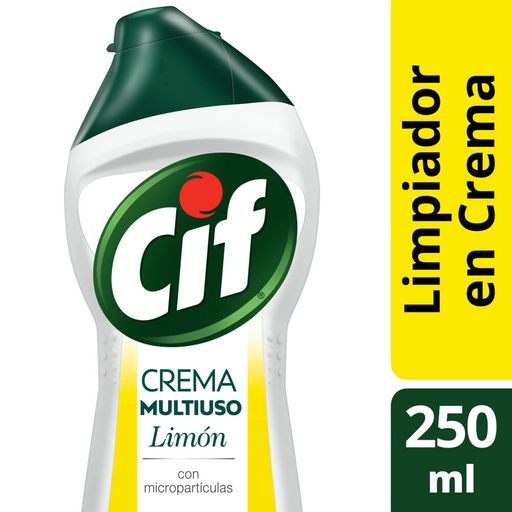 Cif®
CREMA
MULTIUSO
Limón
con
micropartículas
Limpiador
en Crema
250
ml